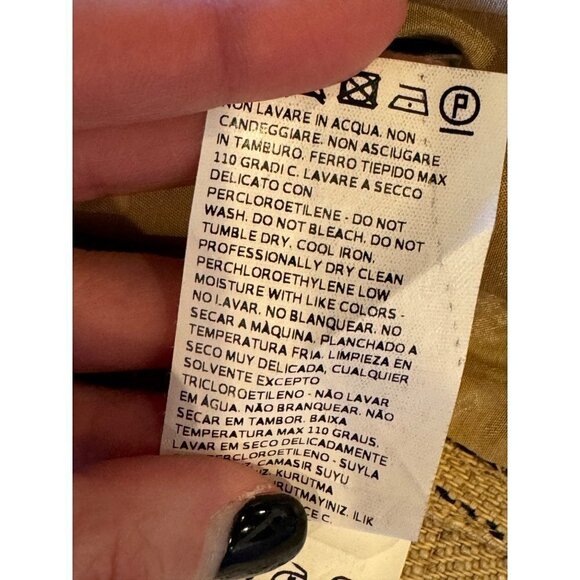 P
NON LAVARE IN ACQUA. NON
CANDEGGIARE. NON ASCIUGARE
IN TAMBURO. FERRO TIEPIDO MAX
110 GRADI C. LAVARE A SECCO
DELICATO CON
PERCLOROETILENE - DO NOT
WASH. DO NOT BLEACH. DO NOT
TUMBLE DRY. COOL IRON.
PROFESSIONALLY DRY CLEAN
PERCHLOROETHYLENE LOW
MOISTURE WITH LIKE COLORS -
NO LAVAR. NO BLANQUEAR. NO
SECAR A MÀQUINA. PLANCHADO A
TEMPERATURA FRIA. LIMPIEZA EN
SECO MUY DELICADA, CUALQUIER
SOLVENTE EXCEPTO
TRICLOROETILENO - NÃO LAVAR
EM ÁGUA. NÃO BRANQUEAR. NÃO
SECAR EM TAMBOR. BAIXA
TEMPERATURA MAX 110 GRAUS.
LAVAR EM SECO DELICADAMENTE
PERCLOROETILENO - SUYLA
CAMASIR SUYU
KURUTMA
ILIK
C.